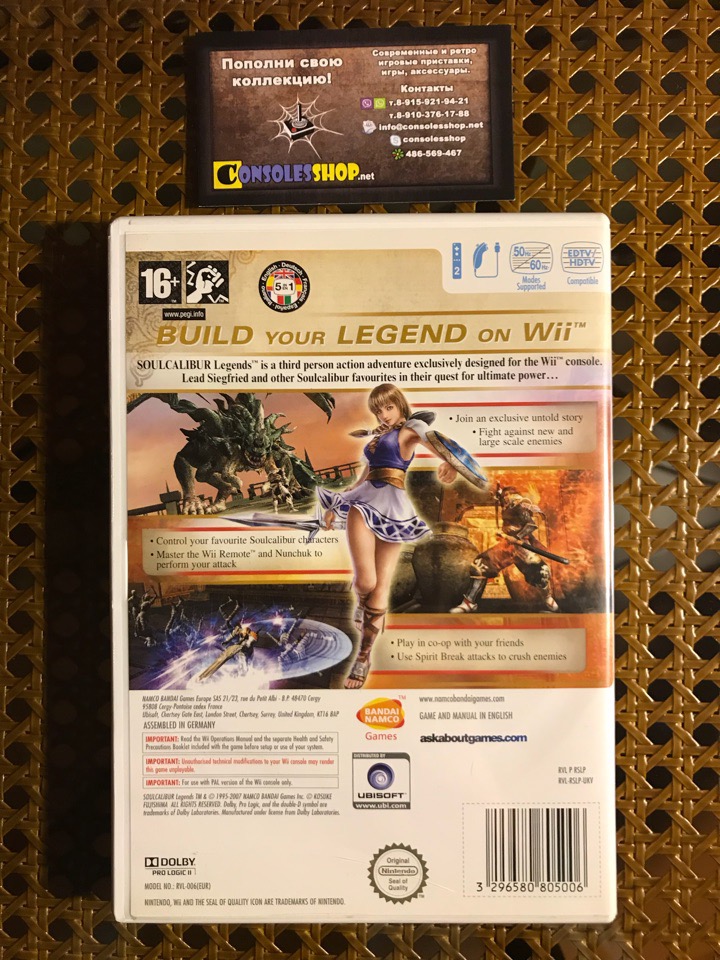 Пополни свою
коллекцию!
CONSOLESSHOP.net
Современные и ретро
игровые приставки,
игры, аксессуары.
Контакты
т.8-915-921-94-21
т.8-910-376-17-88
info@consolesshop.net
consolesshop
486-569-467
16+
www.pegi.info
English · Deutsch · Français · Español · Italiano
5 in 1
2
50Hz
60Hz
Modes
Supported
EDTV/
HDTV
Compatible
BUILD YOUR LEGEND ON Wii™
SOULCALIBUR Legends™ is a third person action adventure exclusively designed for the Wii™ console.
Lead Siegfried and other Soulcalibur favourites in their quest for ultimate power…
• Join an exclusive untold story
• Fight against new and
large scale enemies
• Control your favourite Soulcalibur characters
• Master the Wii Remote™ and Nunchuk to
perform your attack
• Play in co-op with your friends
• Use Spirit Break attacks to crush enemies
NAMCO BANDAI Games Europe SAS 21/23, rue du Petit Albi - B.P. 48470 Cergy
95808 Cergy-Pontoise cedex France
Ubisoft, Chertsey Gate East, London Street, Chertsey, Surrey, United Kingdom, KT16 8AP
ASSEMBLED IN GERMANY
IMPORTANT: Read the Wii Operations Manual and the separate Health and Safety
Precautions Booklet included with the game before setup or use of your system.
IMPORTANT: Unauthorised technical modifications to your Wii console may render
this game unplayable.
IMPORTANT: For use with PAL version of the Wii console only.
SOULCALIBUR Legends TM & © 1995-2007 NAMCO BANDAI Games Inc. © KOSUKE
FUJISHIMA ALL RIGHTS RESERVED. Dolby, Pro Logic, and the double-D symbol are
trademarks of Dolby Laboratories. Manufactured under license from Dolby Laboratories.
BANDAI
NAMCO
™
Games
www.namcobandaigames.com
GAME AND MANUAL IN ENGLISH
askaboutgames.com
DISTRIBUTED BY
UBISOFT
www.ubi.com
RVL P RSLP
RVL-RSLP-UKV
DOLBY
PRO LOGIC II
MODEL NO.: RVL-006(EUR)
NINTENDO, Wii AND THE SEAL OF QUALITY ICON ARE TRADEMARKS OF NINTENDO.
Original
Nintendo
Seal of
Quality
3 296580 805006